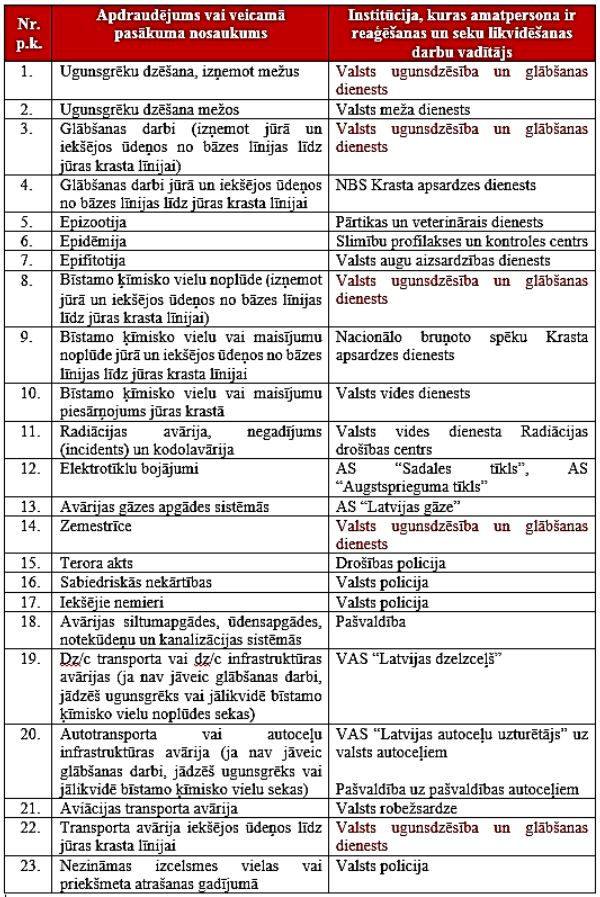 Nr. p.k.
Apdraudējums vai veicamā
pasākuma nosaukums
Institūcija, kuras amatpersona ir
reaģēšanas un seku likvidēšanas
darbu vadītājs
1.
Ugunsgrēku dzēšana, izņemot mežus
Valsts ugunsdzēsība un glābšanas
dienests
2.
Ugunsgrēku dzēšana mežos
Valsts meža dienests
3.
Glābšanas darbi (izņemot jūrā un
iekšējos ūdeņos no bāzes līnijas līdz
jūras krasta līnijai)
Valsts ugunsdzēsība un glābšanas
dienests
4.
Glābšanas darbi jūrā un iekšējos ūdeņos
no bāzes līnijas līdz jūras krasta līnijai
NBS Krasta apsardzes dienests
5.
Epizootija
Pārtikas un veterinārais dienests
6.
Epidēmija
Slimību profilakses un kontroles centrs
7.
Epifitotija
Valsts augu aizsardzības dienests
8.
Bīstamo ķīmisko vielu noplūde (izņemot
jūrā un iekšējos ūdeņos no bāzes līnijas
līdz jūras krasta līnijai)
Valsts ugunsdzēsība un glābšanas
dienests
9.
Bīstamo ķīmisko vielu vai maisījumu
noplūde jūrā un iekšējos ūdeņos no bāzes
līnijas līdz jūras krasta līnijai
Nacionālo bruņoto spēku Krasta
apsardzes dienests
10.
Bīstamo ķīmisko vielu vai maisījumu
piesārņojums jūras krastā
Valsts vides dienests
11.
Radiācijas avārija, negadījums
(incidents) un kodolavārija
Valsts vides dienesta Radiācijas
drošības centrs
12.
Elektrotīklu bojājumi
AS “Sadales tīkls”, AS
“Augstsprieguma tīkls”
13.
Avārijas gāzes apgādes sistēmās
AS “Latvijas gāze”
14.
Zemestrīce
Valsts ugunsdzēsība un glābšanas
dienests
15.
Terora akts
Drošības policija
16.
Sabiedriskās nekārtības
Valsts policija
17.
Iekšējie nemieri
Valsts policija
18.
Avārijas siltumapgādes, ūdensapgādes,
notekūdeņu un kanalizācijas sistēmās
Pašvaldība
19.
Dz/c transporta vai dz/c infrastruktūras
avārijas (ja nav jāveic glābšanas darbi,
jādzēš ugunsgrēks vai jālikvidē bīstamo
ķīmisko vielu noplūdes sekas)
VAS “Latvijas dzelzceļš”
20.
Autotransporta vai autoceļu
infrastruktūras avārija (ja nav jāveic
glābšanas darbi, jādzēš ugunsgrēks vai
jālikvidē bīstamo ķīmisko vielu sekas)
VAS “Latvijas autoceļu uzturētājs” uz
valsts autoceļiem
Pašvaldība uz pašvaldības autoceļiem
21.
Aviācijas transporta avārija
Valsts robežsardze
22.
Transporta avārija iekšējos ūdeņos līdz
jūras krasta līnijai
Valsts ugunsdzēsība un glābšanas
dienests
23.
Nezināmas izcelsmes vielas vai
priekšmeta atrašanas gadījumā
Valsts policija